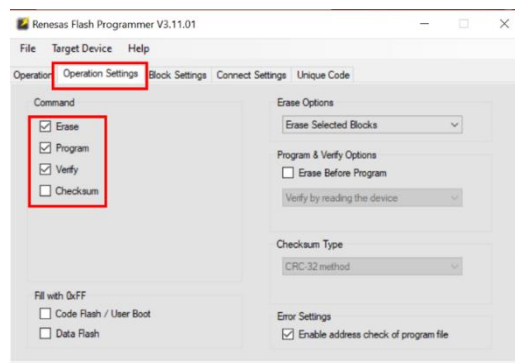 Renesas Flash Programmer V3.11.01
File Target Device Help
Operation Operation Settings Block Settings Connect Settings Unique Code
Command
Erase
Program
Verify
Checksum
Fill with 0xFF
Code Flash / User Boot
Data Flash
Erase Options
Erase Selected Blocks
Program & Verify Options
Erase Before Program
Verify by reading the device
Checksum Type
CRC-32 method
Error Settings
Enable address check of program file